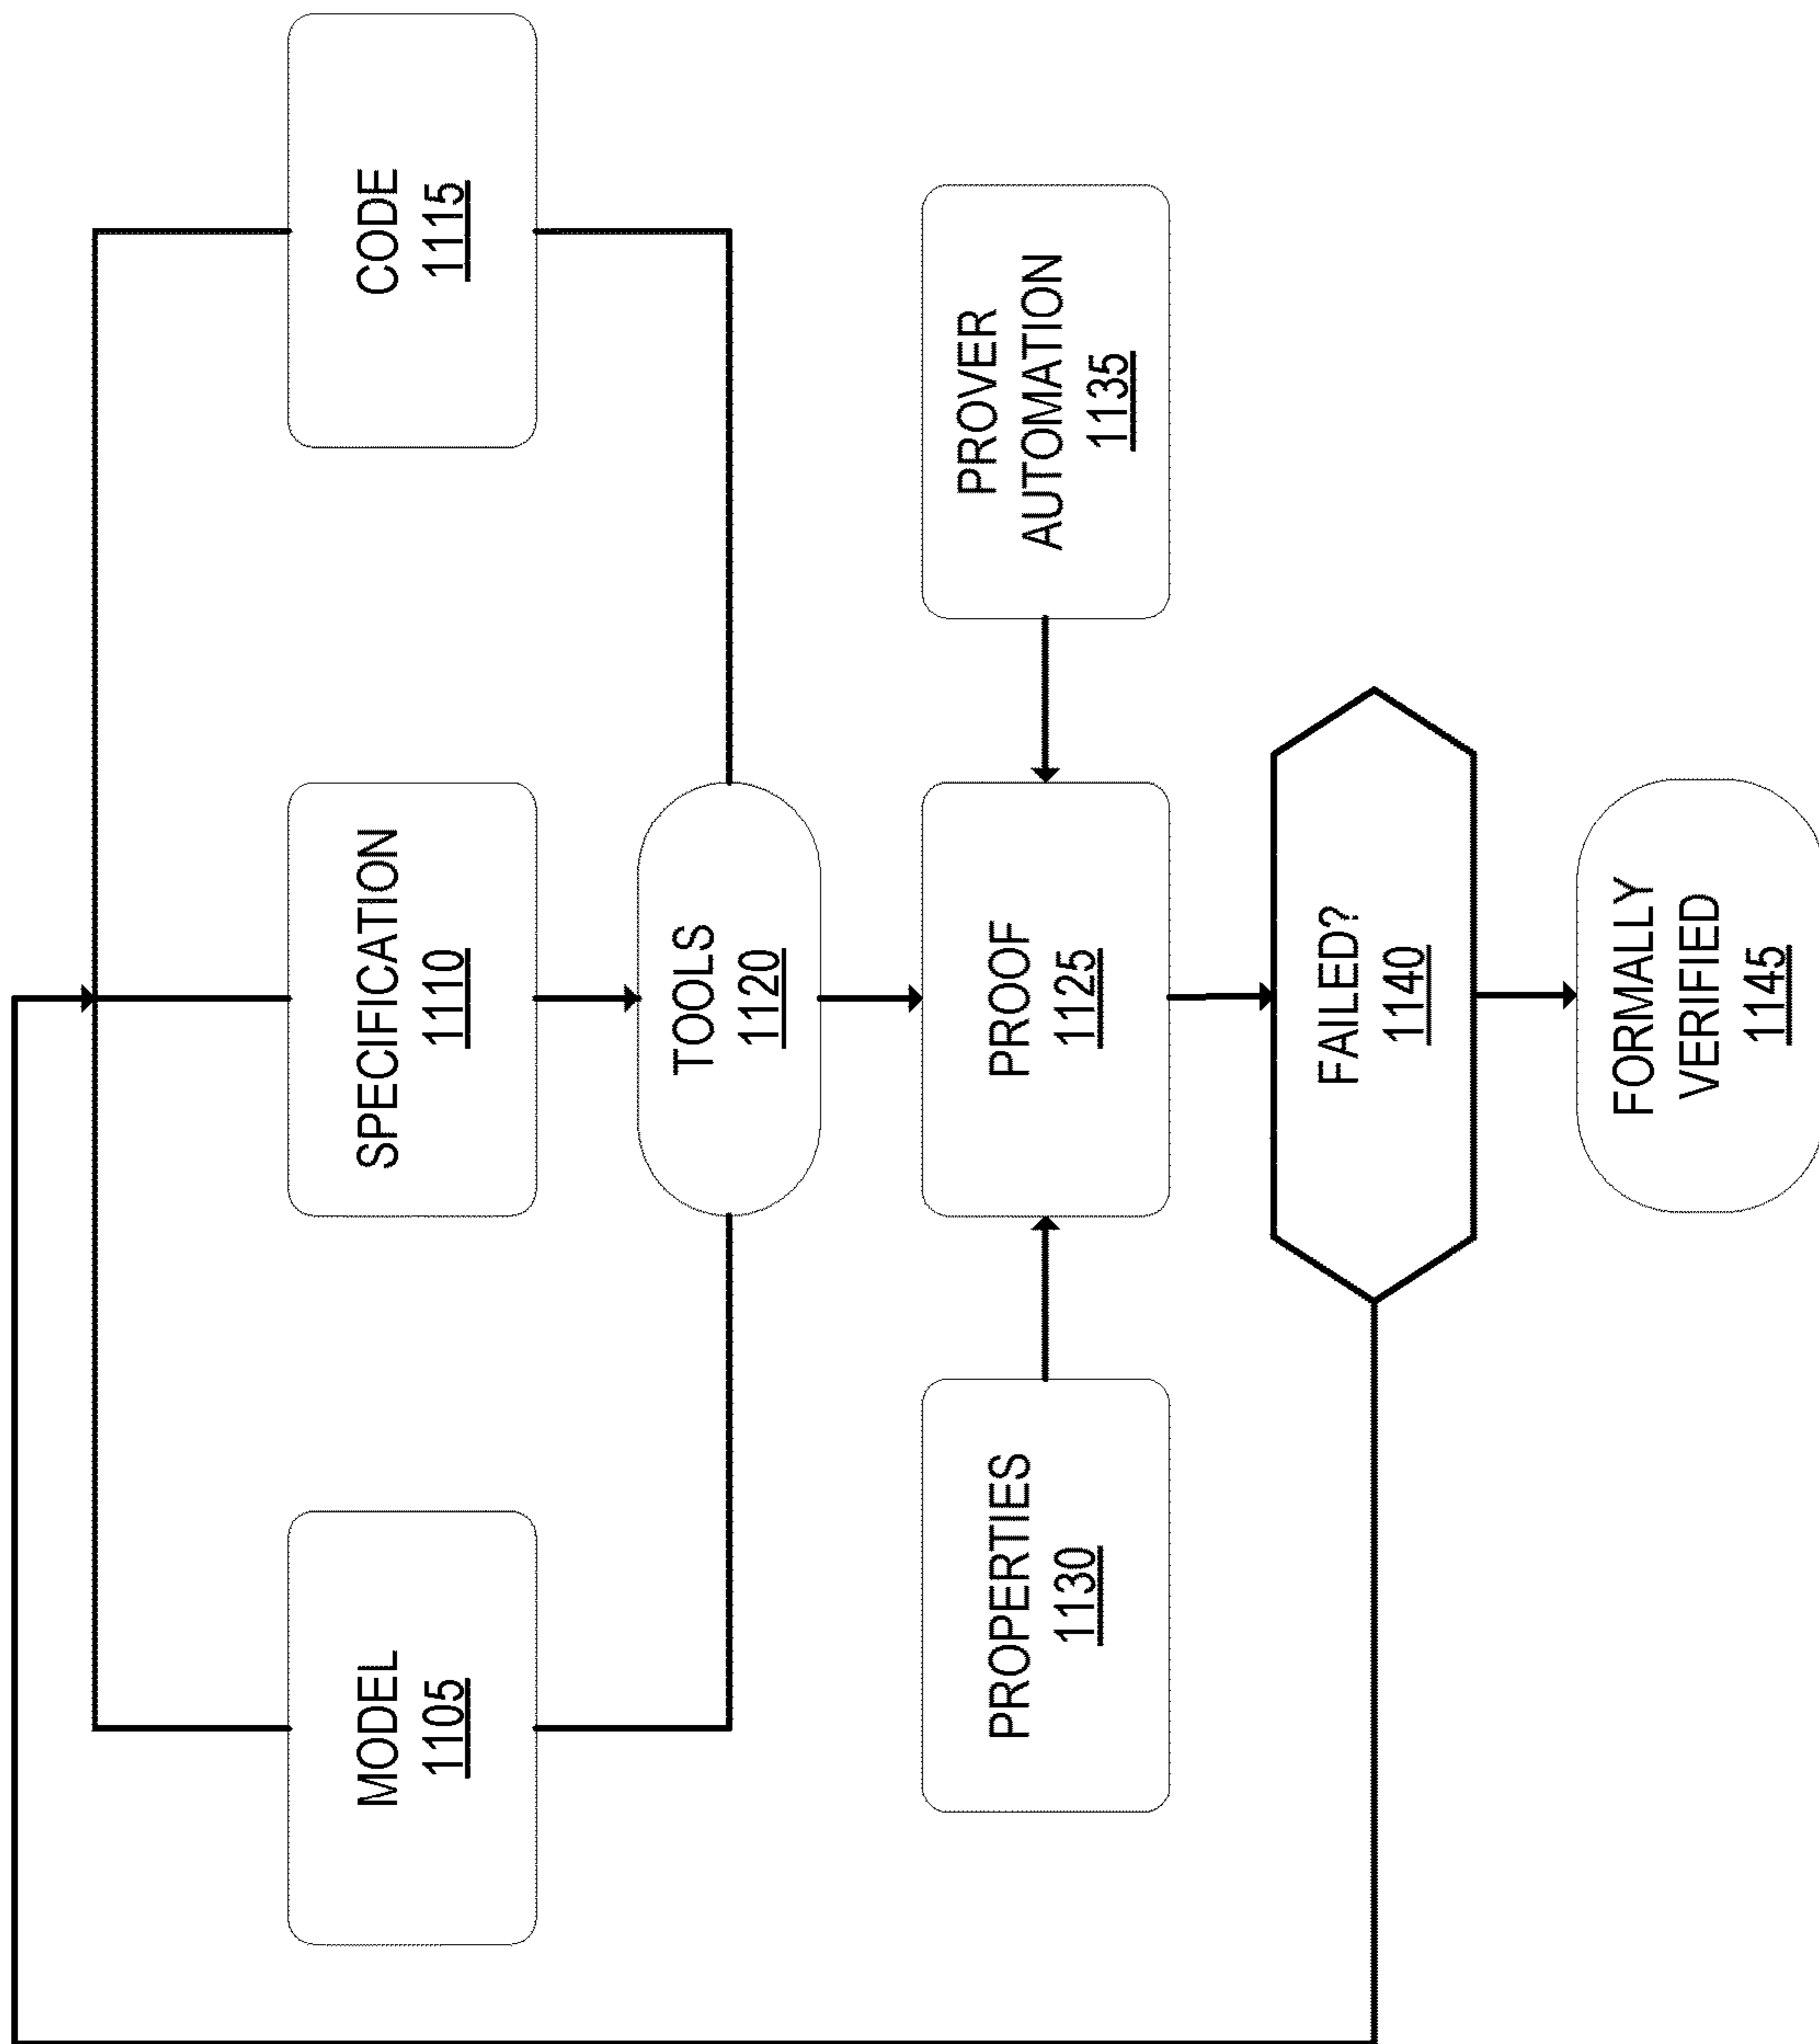 MODEL
1105
SPECIFICATION
1110
CODE
1115
TOOLS
1120
PROPERTIES
1130
PROOF
1125
PROVER
AUTOMATION
1135
FAILED?
1140
FORMALLY
VERIFIED
1145